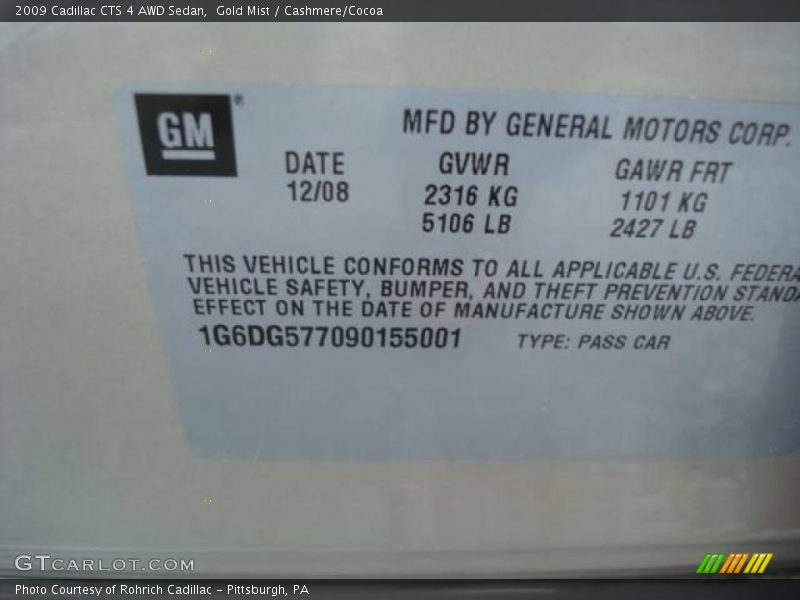 2009 Cadillac CTS 4 AWD Sedan,  Gold Mist / Cashmere/Cocoa
GM®
MFD BY GENERAL MOTORS CORP.
DATE GVWR GAWR FRT
12/08 2316 KG 1101 KG
5106 LB 2427 LB
THIS VEHICLE CONFORMS TO ALL APPLICABLE U.S. FEDERA
VEHICLE SAFETY, BUMPER, AND THEFT PREVENTION STANDA
EFFECT ON THE DATE OF MANUFACTURE SHOWN ABOVE.
1G6DG577090155001 TYPE: PASS CAR
GTCARLOT.COM
Photo Courtesy of Rohrich Cadillac - Pittsburgh, PA